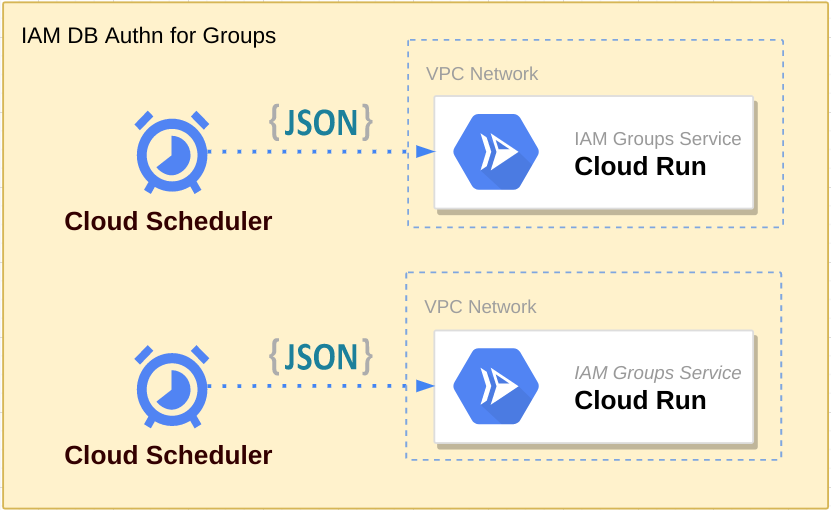 IAM DB Authn for Groups
VPC Network
{JSON}
IAM Groups Service
Cloud Run
Cloud Scheduler
VPC Network
{JSON}
IAM Groups Service
Cloud Run
Cloud Scheduler